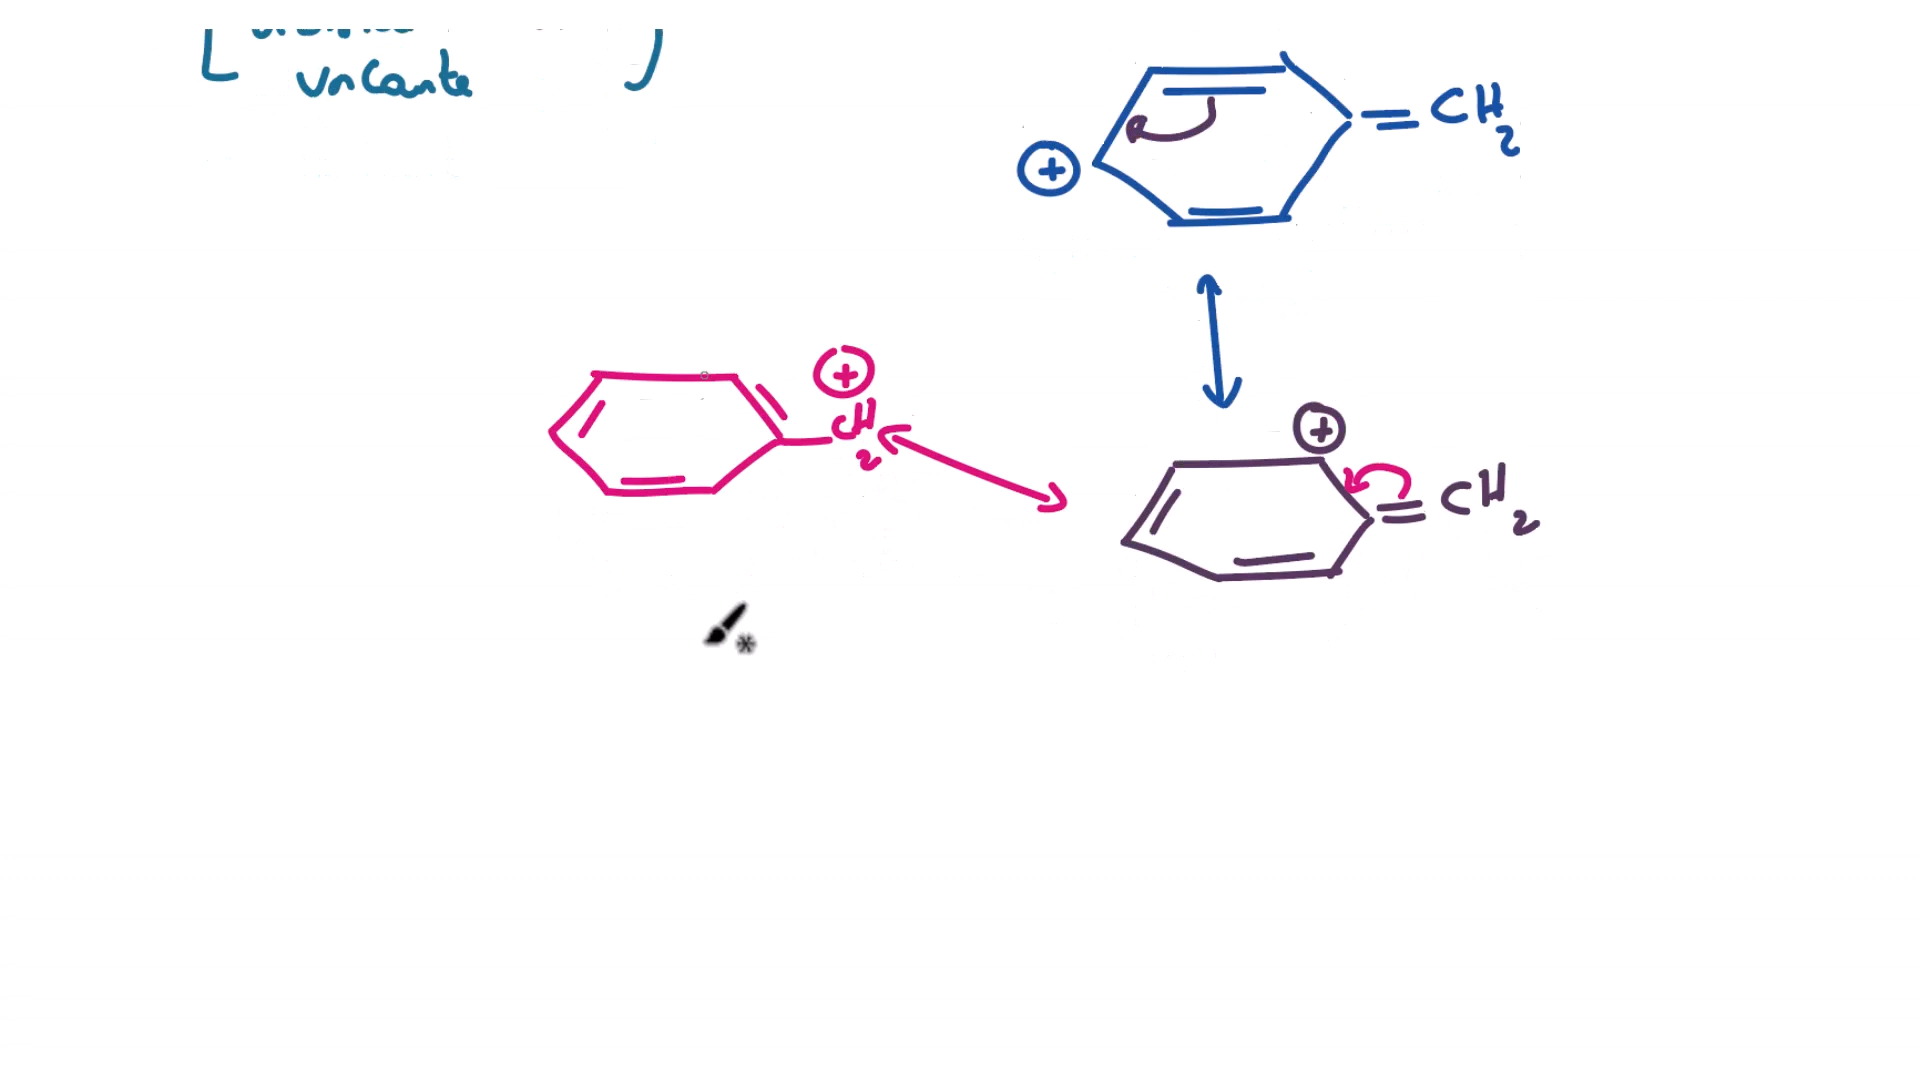 vacante
= CH2
⊕
⊕
CH2
⊕
= CH2